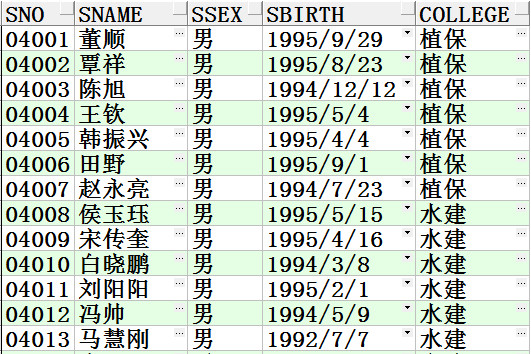 SNO SNAME SSEX SBIRTH COLLEGE
04001 董顺 男 1995/9/29 植保
04002 覃祥 男 1995/8/23 植保
04003 陈旭 男 1994/12/12 植保
04004 王钦 男 1995/5/4 植保
04005 韩振兴 男 1995/4/4 植保
04006 田野 男 1995/9/1 植保
04007 赵永亮 男 1994/7/23 植保
04008 侯玉珏 男 1995/5/15 水建
04009 宋传奎 男 1995/4/16 水建
04010 白晓鹏 男 1994/3/8 水建
04011 刘阳阳 男 1995/2/1 水建
04012 冯帅 男 1994/5/9 水建
04013 马慧刚 男 1992/7/7 水建